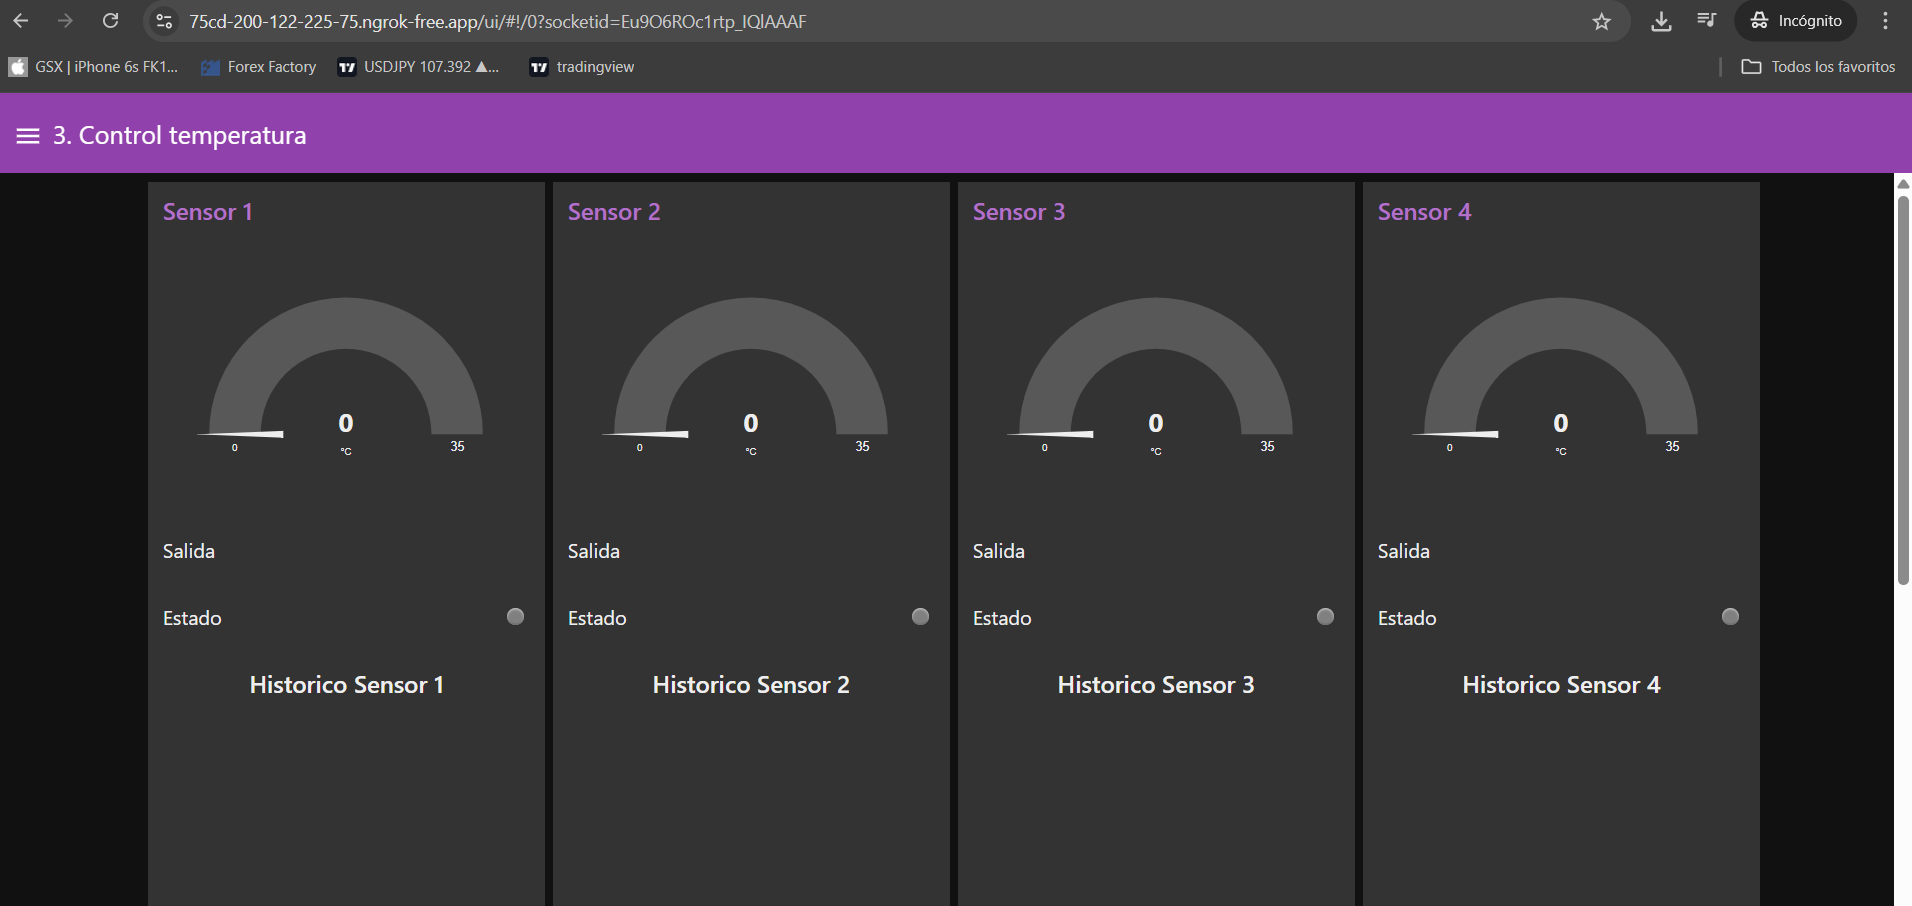 75cd-200-122-225-75.ngrok-free.app/ui/#!/0?socketid=Eu9O6ROc1rtp_IQlAAAF
Incógnito
GSX | iPhone 6s FK1...
Forex Factory
USDJPY 107.392 ▲...
tradingview
Todos los favoritos
3. Control temperatura
Sensor 1
Sensor 2
Sensor 3
Sensor 4
0
0
0
0
0
°C
35
0
°C
35
0
°C
35
0
°C
35
Salida
Salida
Salida
Salida
Estado
Estado
Estado
Estado
Historico Sensor 1
Historico Sensor 2
Historico Sensor 3
Historico Sensor 4